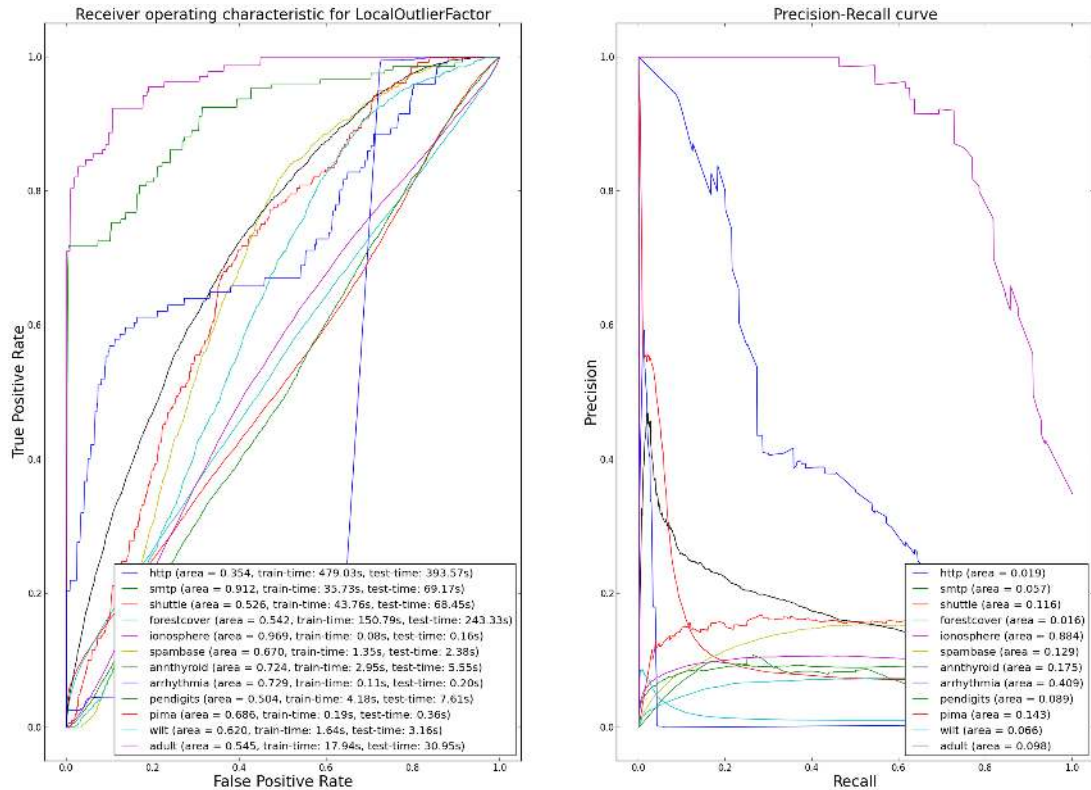 Receiver operating characteristic for LocalOutlierFactor
1.0
0.8
0.6
0.4
0.2
0.0
True Positive Rate
http (area = 0.354, train-time: 479.03s, test-time: 393.57s)
smtp (area = 0.912, train-time: 35.73s, test-time: 69.17s)
shuttle (area = 0.526, train-time: 43.76s, test-time: 68.45s)
forestcover (area = 0.542, train-time: 150.79s, test-time: 243.33s)
ionosphere (area = 0.969, train-time: 0.08s, test-time: 0.16s)
spambase (area = 0.670, train-time: 1.35s, test-time: 2.38s)
annthyroid (area = 0.724, train-time: 2.95s, test-time: 5.55s)
arrhythmia (area = 0.729, train-time: 0.11s, test-time: 0.20s)
pendigits (area = 0.504, train-time: 4.18s, test-time: 7.61s)
pima (area = 0.686, train-time: 0.19s, test-time: 0.36s)
wilt (area = 0.620, train-time: 1.64s, test-time: 3.16s)
adult (area = 0.545, train-time: 17.94s, test-time: 30.95s)
0.0 0.2 0.4 0.6 0.8 1.0
False Positive Rate
Precision-Recall curve
1.0
0.8
0.6
0.4
0.2
0.0
Precision
http (area = 0.019)
smtp (area = 0.057)
shuttle (area = 0.116)
forestcover (area = 0.016)
ionosphere (area = 0.884)
spambase (area = 0.129)
annthyroid (area = 0.175)
arrhythmia (area = 0.409)
pendigits (area = 0.089)
pima (area = 0.143)
wilt (area = 0.066)
adult (area = 0.098)
0.0 0.2 0.4 0.6 0.8 1.0
Recall